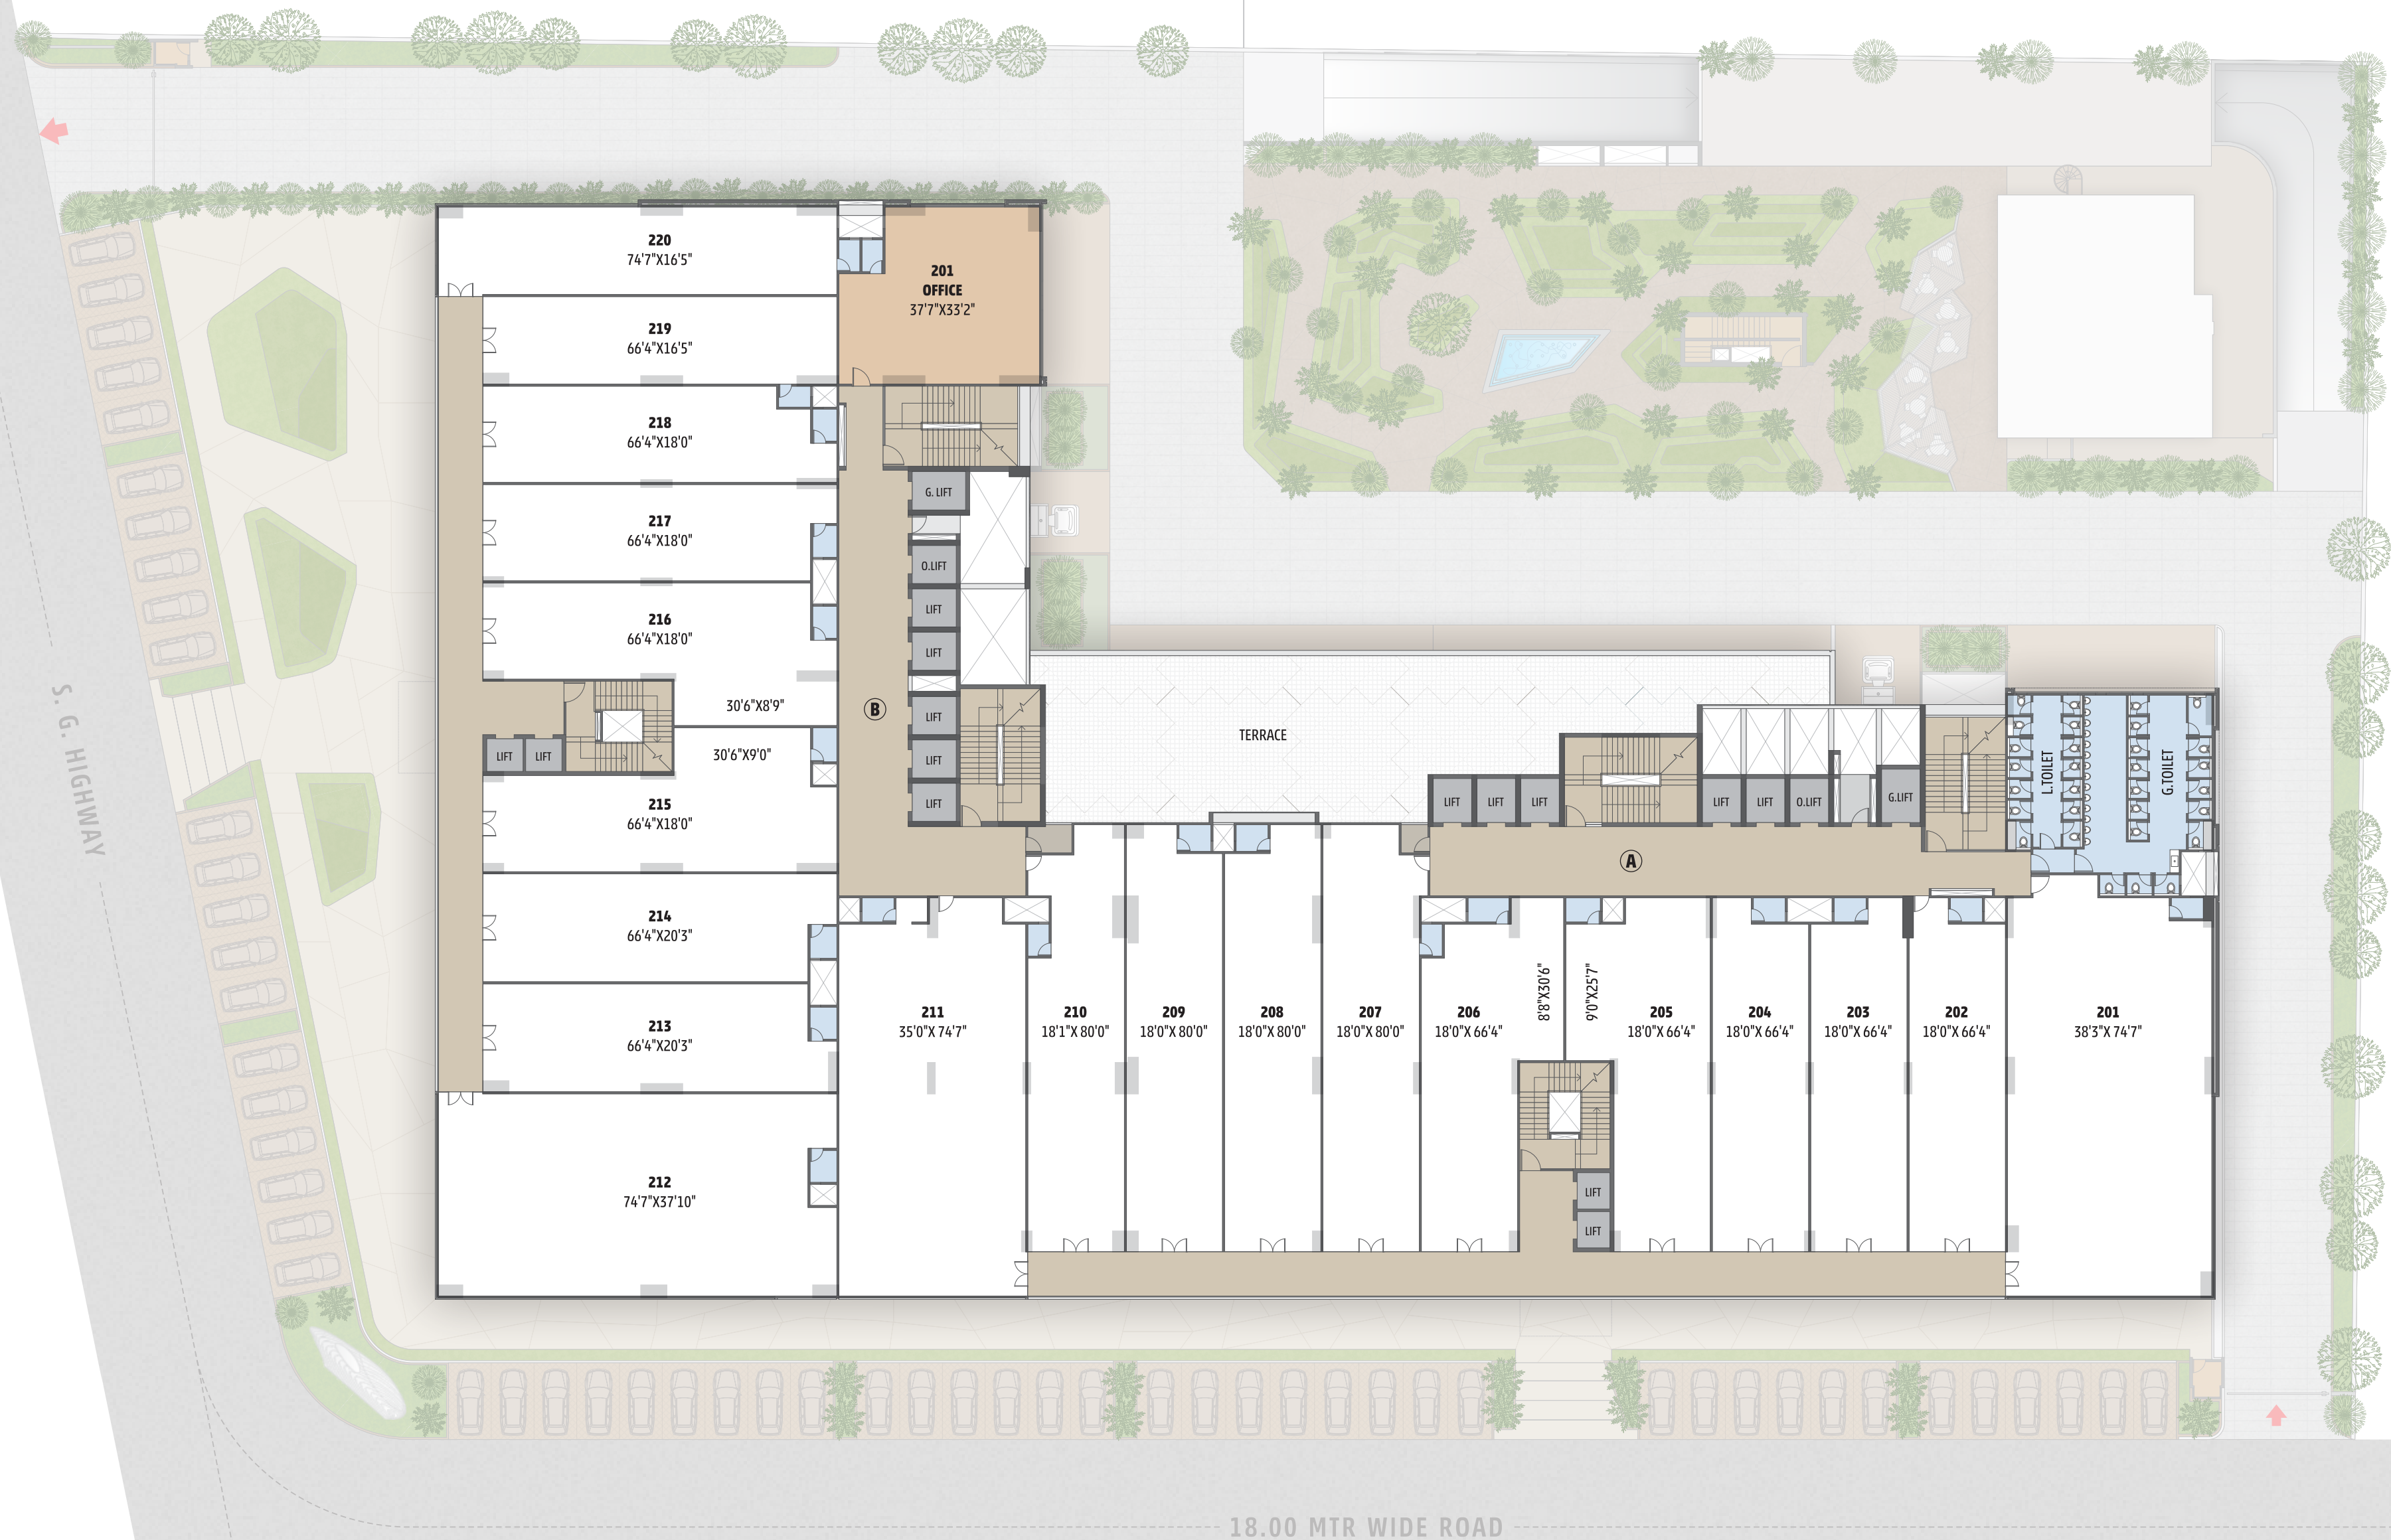 220
74'7"X16'5"
201
OFFICE
37'7"X33'2"
219
66'4"X16'5"
218
66'4"X18'0"
G. LIFT
217
66'4"X18'0"
O.LIFT
LIFT
216
66'4"X18'0"
LIFT
30'6"X8'9"
B
LIFT
30'6"X9'0"
LIFT
LIFT
LIFT
LIFT
215
66'4"X18'0"
TERRACE
LIFT
LIFT
LIFT
LIFT
LIFT
O.LIFT
G.LIFT
L.TOILET
G.TOILET
A
S. G. HIGHWAY
214
66'4"X20'3"
213
66'4"X20'3"
211
35'0"X 74'7"
210
18'1"X 80'0"
209
18'0"X 80'0"
208
18'0"X 80'0"
207
18'0"X 80'0"
206
18'0"X 66'4"
8'8"X30'6"
9'0"X25'7"
205
18'0"X 66'4"
204
18'0"X 66'4"
203
18'0"X 66'4"
202
18'0"X 66'4"
201
38'3"X 74'7"
212
74'7"X37'10"
LIFT
LIFT
18.00 MTR WIDE ROAD